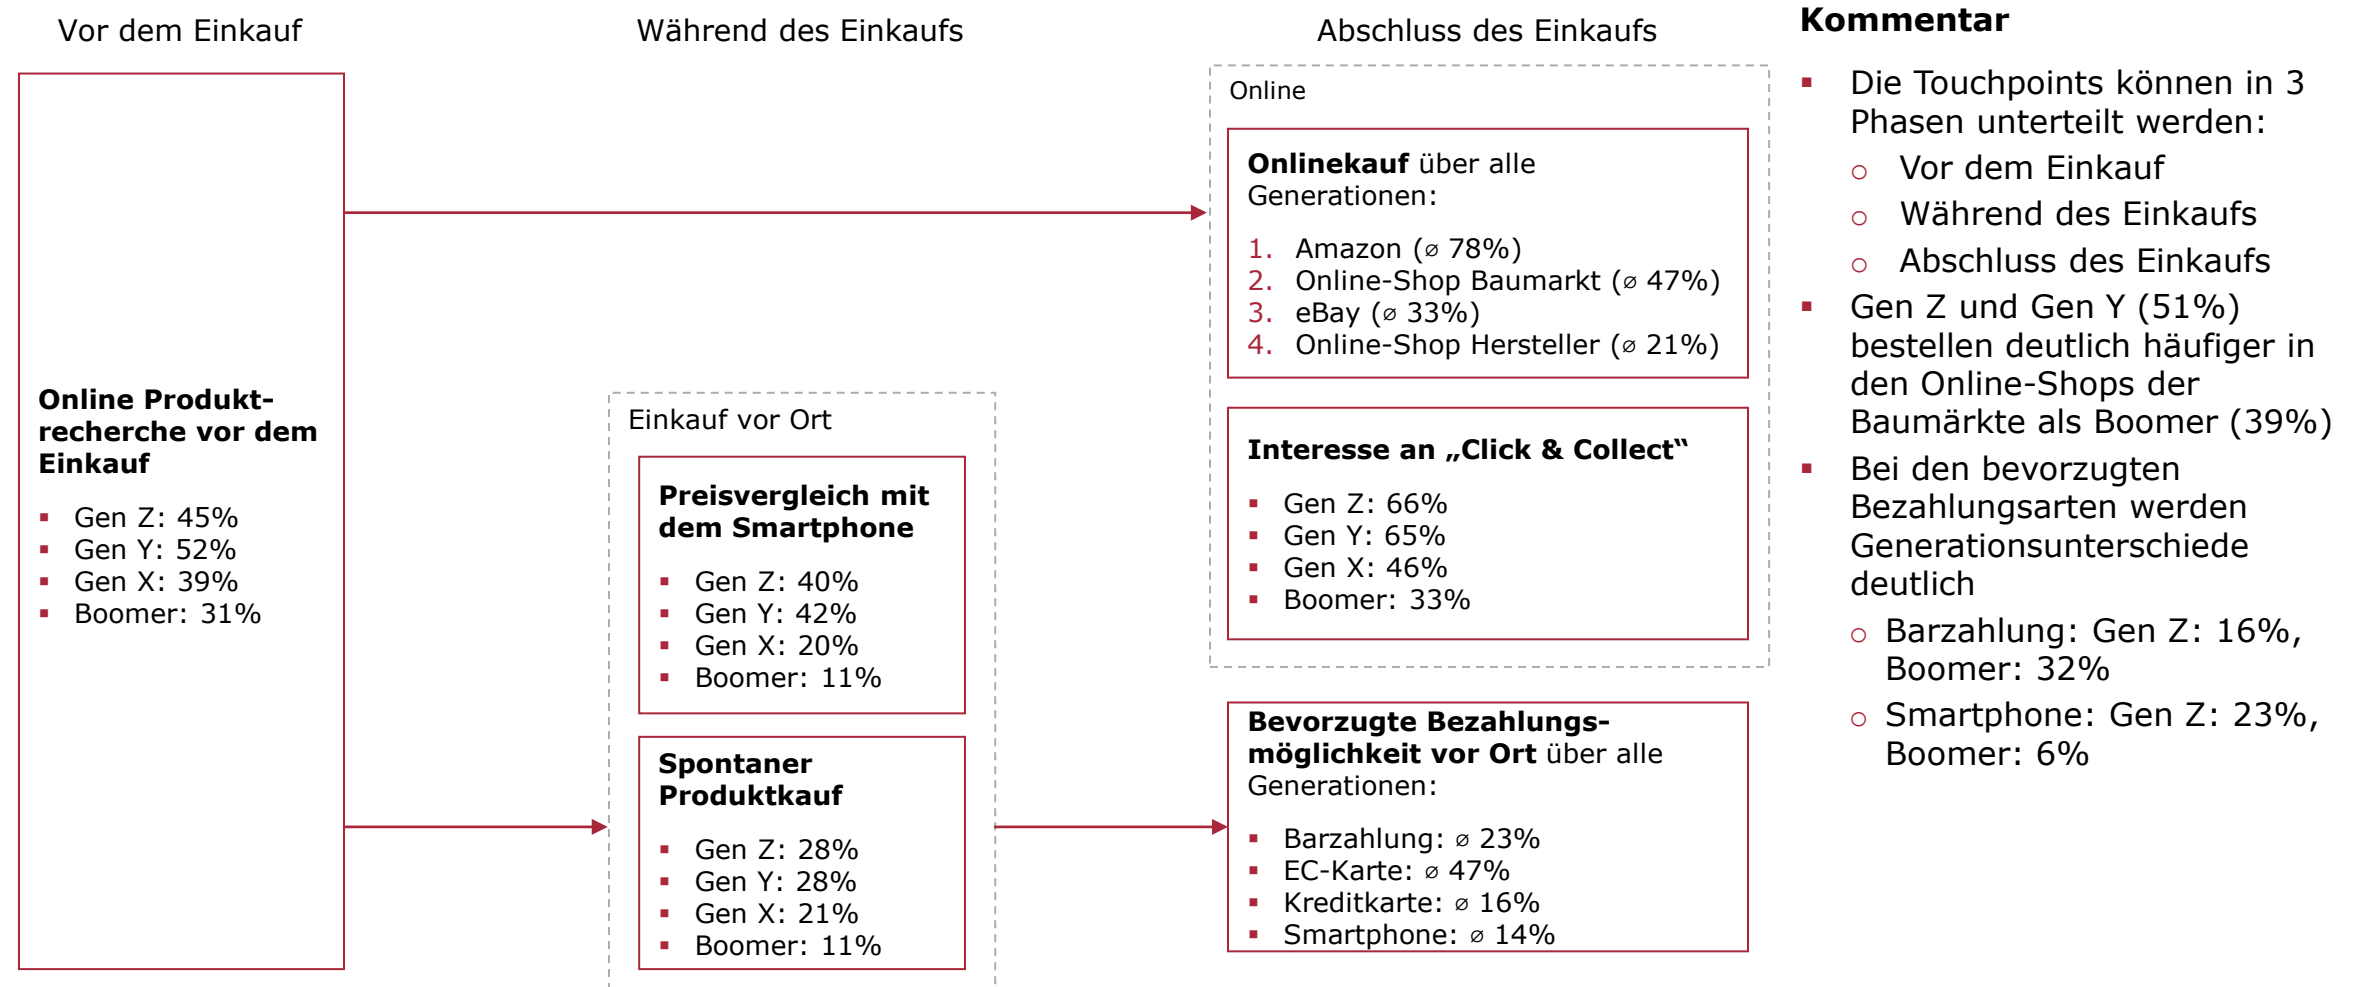 Vor dem Einkauf
Während des Einkaufs
Abschluss des Einkaufs
Online Produkt-
recherche vor dem
Einkauf
▪ Gen Z: 45%
▪ Gen Y: 52%
▪ Gen X: 39%
▪ Boomer: 31%
Einkauf vor Ort
Preisvergleich mit
dem Smartphone
▪ Gen Z: 40%
▪ Gen Y: 42%
▪ Gen X: 20%
▪ Boomer: 11%
Spontaner
Produktkauf
▪ Gen Z: 28%
▪ Gen Y: 28%
▪ Gen X: 21%
▪ Boomer: 11%
Online
Onlinekauf über alle
Generationen:
1. Amazon (⌀ 78%)
2. Online-Shop Baumarkt (⌀ 47%)
3. eBay (⌀ 33%)
4. Online-Shop Hersteller (⌀ 21%)
Interesse an „Click & Collect“
▪ Gen Z: 66%
▪ Gen Y: 65%
▪ Gen X: 46%
▪ Boomer: 33%
Bevorzugte Bezahlungs-
möglichkeit vor Ort über alle
Generationen:
▪ Barzahlung: ⌀ 23%
▪ EC-Karte: ⌀ 47%
▪ Kreditkarte: ⌀ 16%
▪ Smartphone: ⌀ 14%
Kommentar
▪ Die Touchpoints können in 3
Phasen unterteilt werden:
o Vor dem Einkauf
o Während des Einkaufs
o Abschluss des Einkaufs
▪ Gen Z und Gen Y (51%)
bestellen deutlich häufiger in
den Online-Shops der
Baumärkte als Boomer (39%)
▪ Bei den bevorzugten
Bezahlungsarten werden
Generationsunterschiede
deutlich
o Barzahlung: Gen Z: 16%,
Boomer: 32%
o Smartphone: Gen Z: 23%,
Boomer: 6%